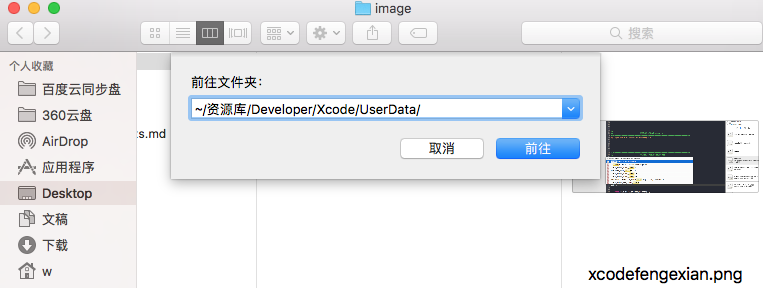 image
搜索
个人收藏
百度云同步盘
360云盘
AirDrop
应用程序
Desktop
文稿
下载
w
前往文件夹：
~/资源库/Developer/Xcode/UserData/
取消
前往
s.md
xcodefengexian.png